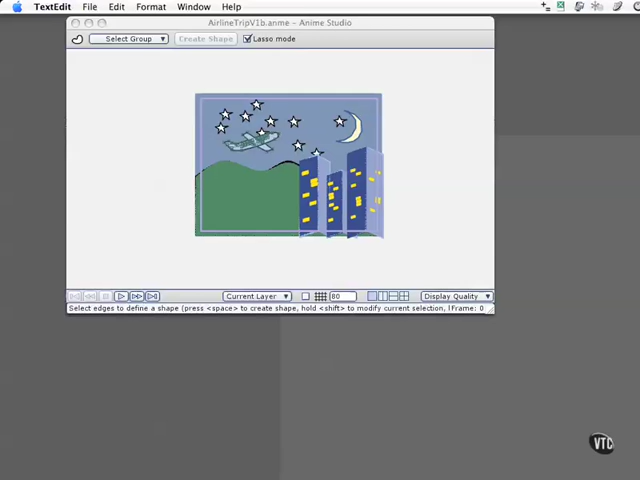 TextEdit File Edit Format Window Help
AirlineTripV1b.anme – Anime Studio
Select Group Create Shape Lasso mode
Current Layer 80 Display Quality
Select edges to define a shape (press <space> to create shape, hold <shift> to modify current selection, Frame: 0
VTC